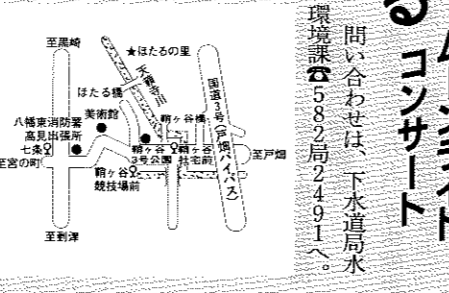 コンサート
問い合わせは、下水道局水
環境課☎582局2491へ。
至黒崎
★ほたるの里
天籟寺川
国道3号(戸畑バイパス)
ほたる橋
美術館
鞘ヶ谷橋
八幡東消防署
高見出張所
七条
至宮の町
鞘ヶ谷
3号公園
鞘ヶ谷
社宅前
至戸畑
鞘ヶ谷
競技場前
至到津